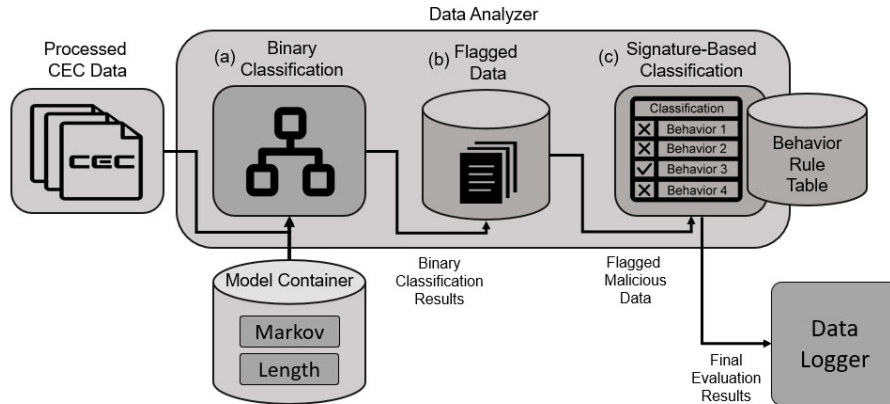 Data Analyzer
Processed
CEC Data
(a)
Binary
Classification
(b)
Flagged
Data
(c)
Signature-Based
Classification
CEC
Classification
Behavior 1
Behavior 2
Behavior 3
Behavior 4
Behavior
Rule
Table
Model Container
Markov
Length
Binary
Classification
Results
Flagged
Malicious
Data
Final
Evaluation
Results
Data
Logger